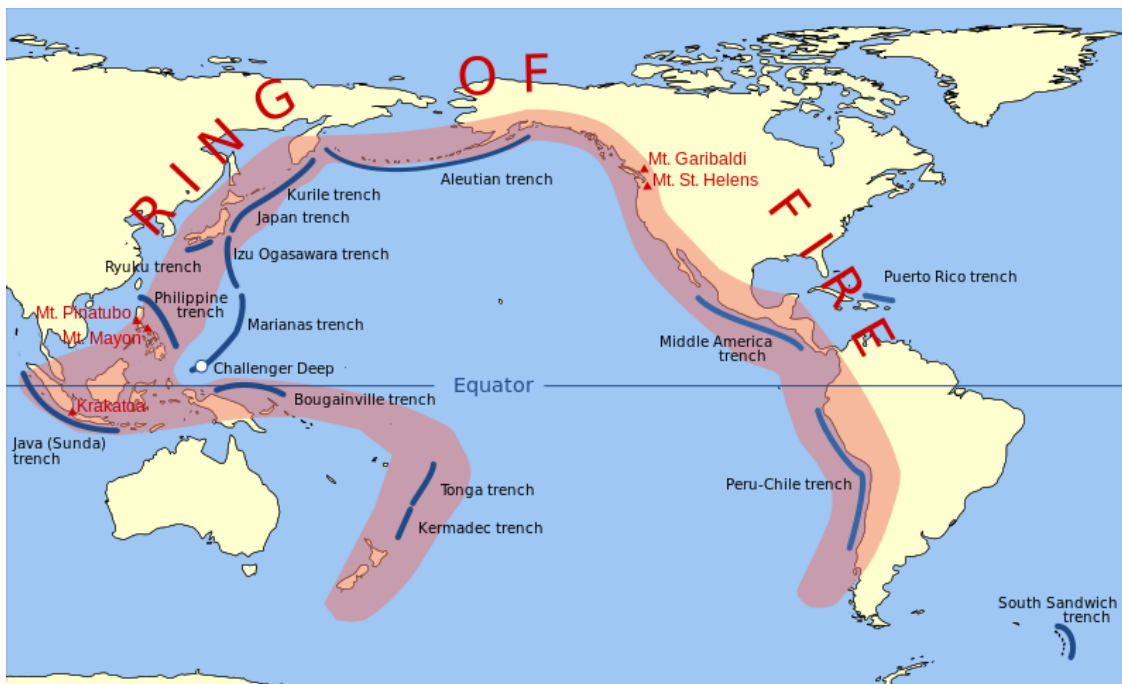 RING OF FIRE
Mt. Garibaldi
Mt. St. Helens
Aleutian trench
Kurile trench
Japan trench
Izu Ogasawara trench
Ryuku trench
Puerto Rico trench
Philippine
trench
Mt. Pinatubo
Mt. Mayon
Marianas trench
Middle America
trench
Challenger Deep
Equator
Bougainville trench
Krakatoa
Java (Sunda)
trench
Peru-Chile trench
Tonga trench
Kermadec trench
South Sandwich
trench